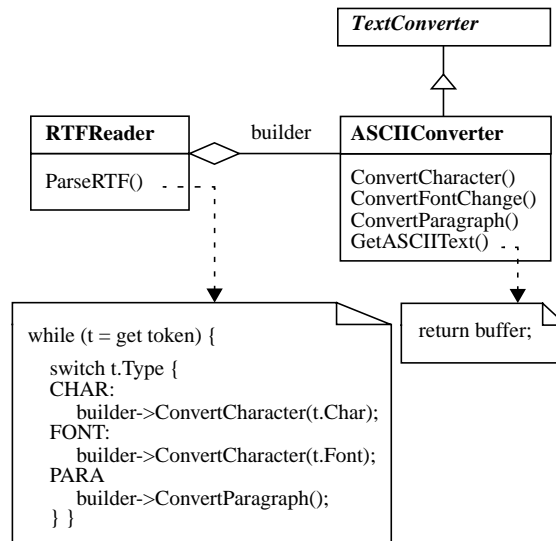 TextConverter
RTFReader
builder
ASCIIConverter
ParseRTF()
ConvertCharacter()
ConvertFontChange()
ConvertParagraph()
GetASCIIText()
while (t = get token) {
switch t.Type {
CHAR:
builder->ConvertCharacter(t.Char);
FONT:
builder->ConvertCharacter(t.Font);
PARA
builder->ConvertParagraph();
} }
return buffer;